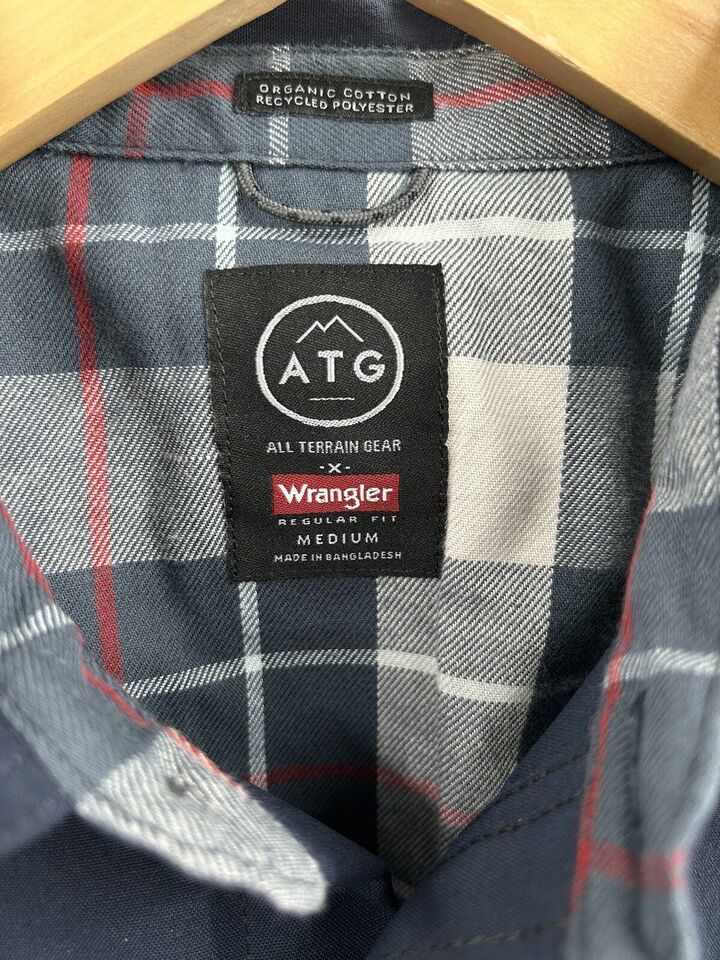 ORGANIC COTTON
RECYCLED POLYESTER
ATG
ALL TERRAIN GEAR
-X-
Wrangler
REGULAR FIT
MEDIUM
MADE IN BANGLADESH